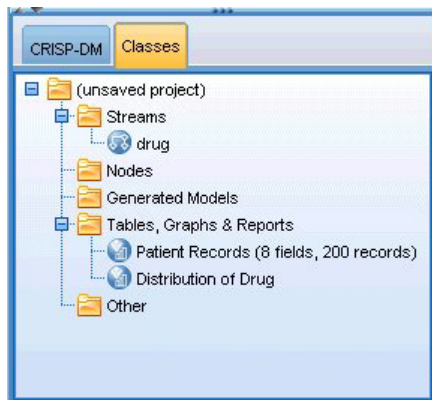 CRISP-DM Classes
(unsaved project)
Streams
drug
Nodes
Generated Models
Tables, Graphs & Reports
Patient Records (8 fields, 200 records)
Distribution of Drug
Other